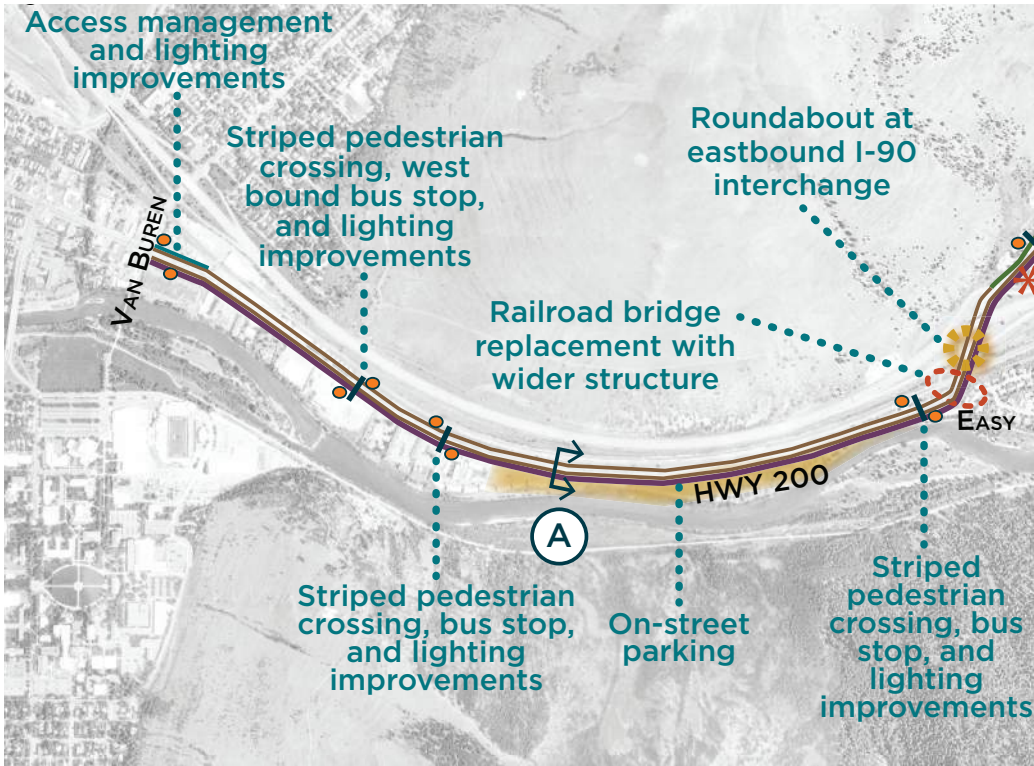 Access management
and lighting
improvements
Striped pedestrian
crossing, west
bound bus stop,
and lighting
improvements
Roundabout at
eastbound I-90
interchange
VAN BUREN
Railroad bridge
replacement with
wider structure
EASY
HWY 200
A
Striped pedestrian
crossing, bus stop,
and lighting
improvements
On-street
parking
Striped
pedestrian
crossing, bus
stop, and
lighting
improvements